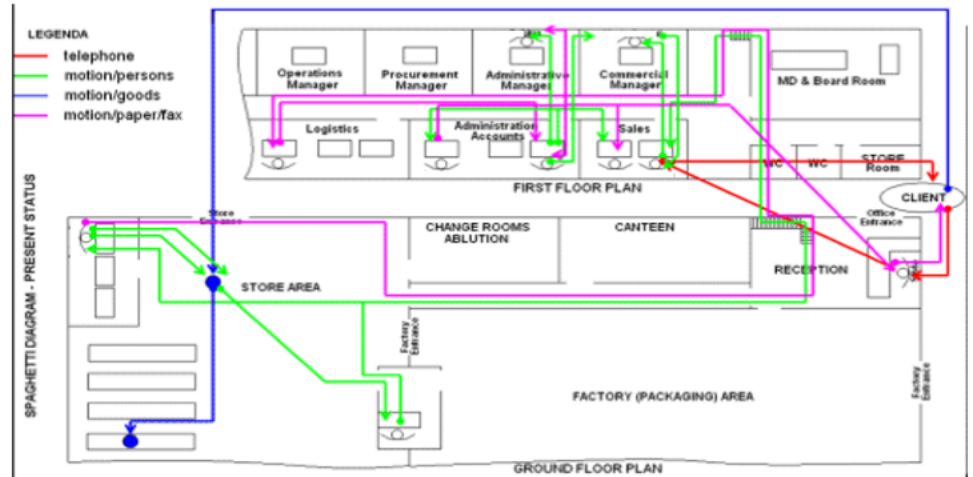 LEGENDA
telephone
motion/persons
motion/goods
motion/paper/fax
SPAGHETTI DIAGRAM - PRESENT STATUS
Operations
Manager
Procurement
Manager
Administrative
Manager
Commercial
Manager
MD & Board Room
Logistics
Administration
Accounts
Sales
WC
WC
STORE
Room
FIRST FLOOR PLAN
CLIENT
Store
Entrance
Office
Entrance
CHANGE ROOMS
ABLUTION
CANTEEN
RECEPTION
STORE AREA
Factory
Entrance
FACTORY (PACKAGING) AREA
Factory
Entrance
GROUND FLOOR PLAN